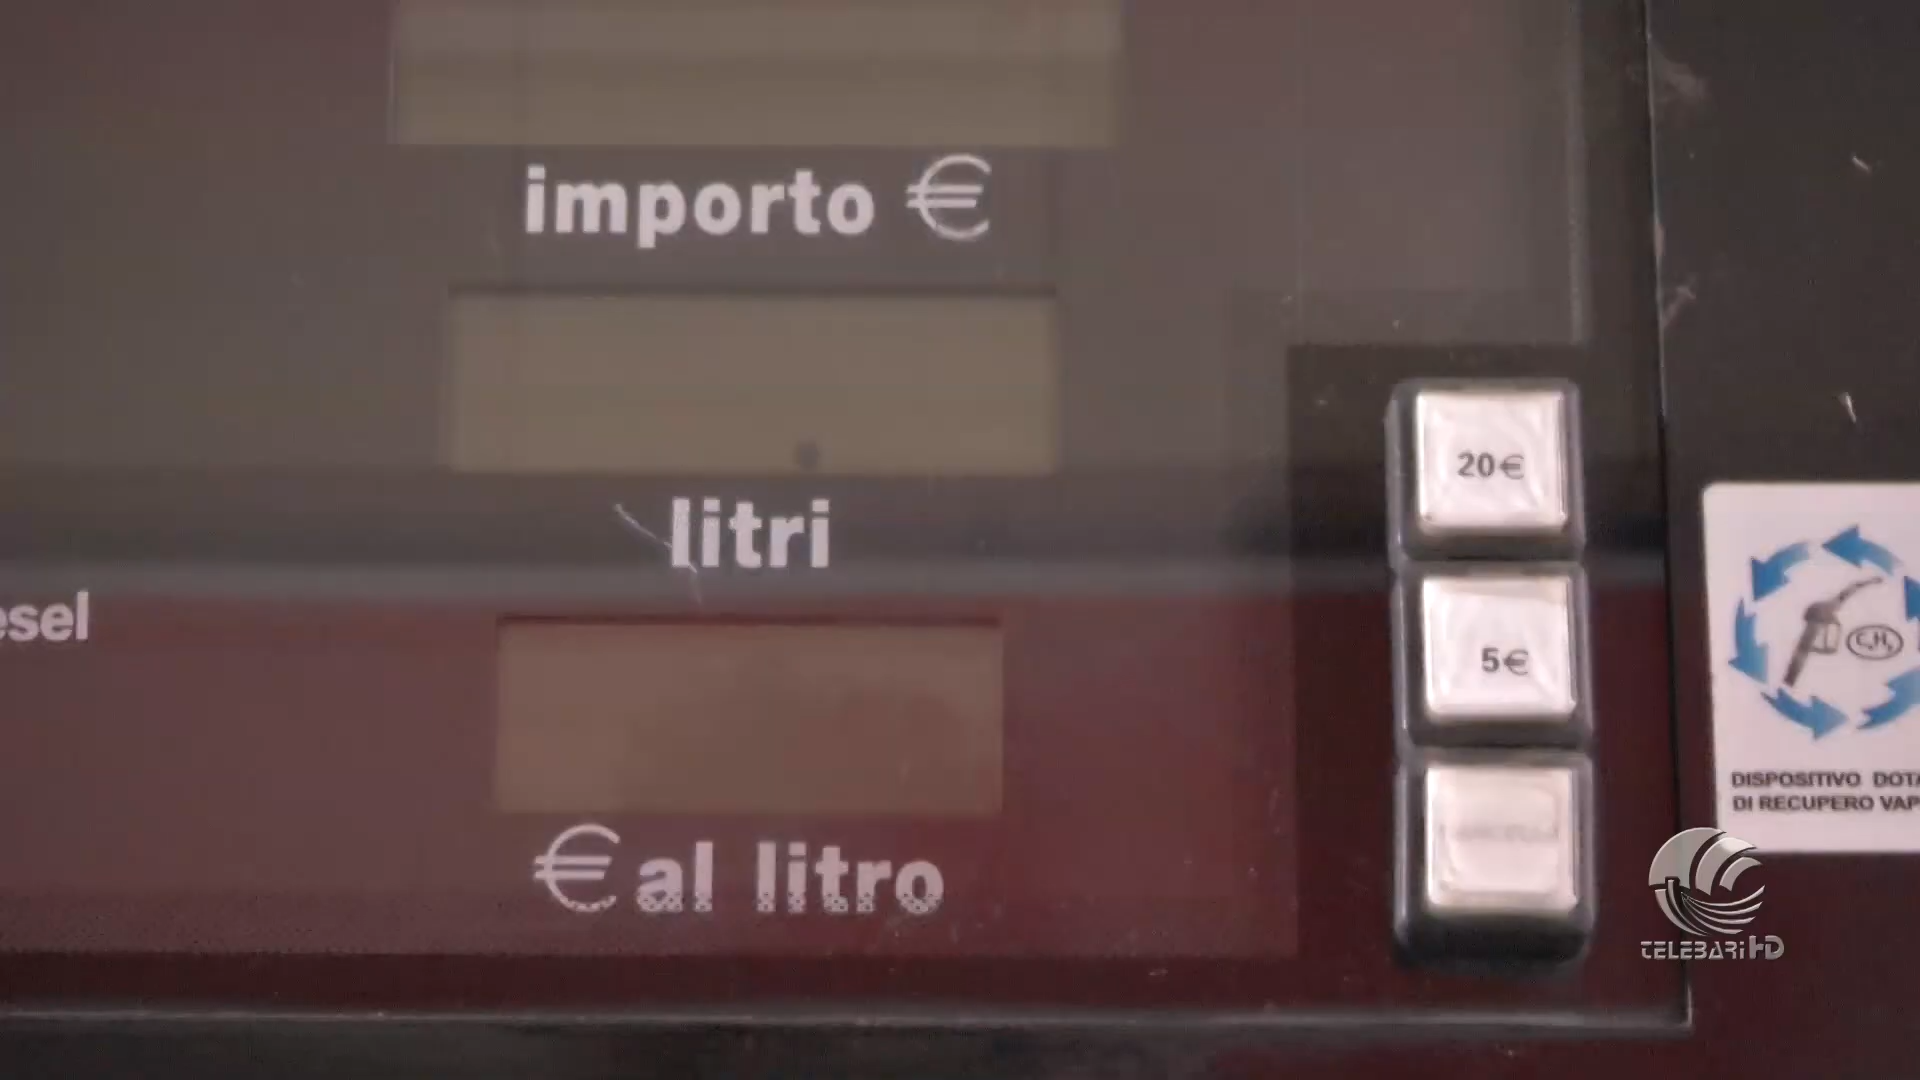 importo €
litri
esel
€ al litro
20€
5€
DISPOSITIVO DOTA
DI RECUPERO VAP
TELEBARI HD